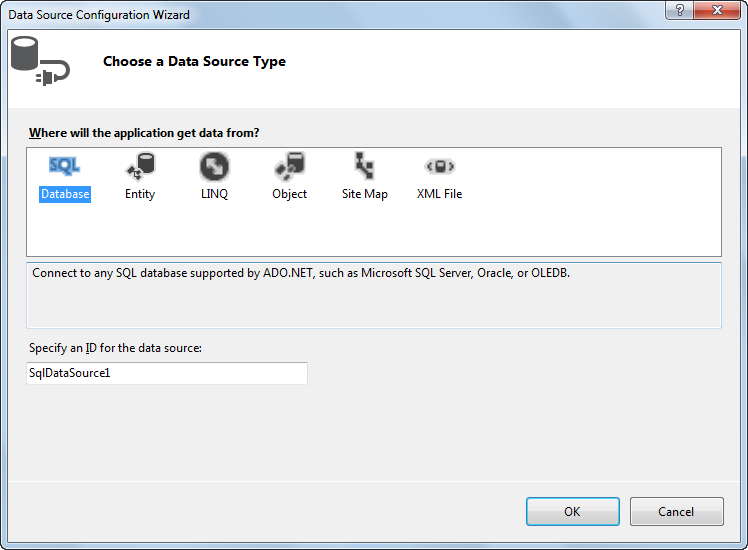 Data Source Configuration Wizard
?
Choose a Data Source Type
Where will the application get data from?
SQL
Database Entity LINQ Object Site Map XML File
Connect to any SQL database supported by ADO.NET, such as Microsoft SQL Server, Oracle, or OLEDB.
Specify an ID for the data source:
SqlDataSource1
OK Cancel